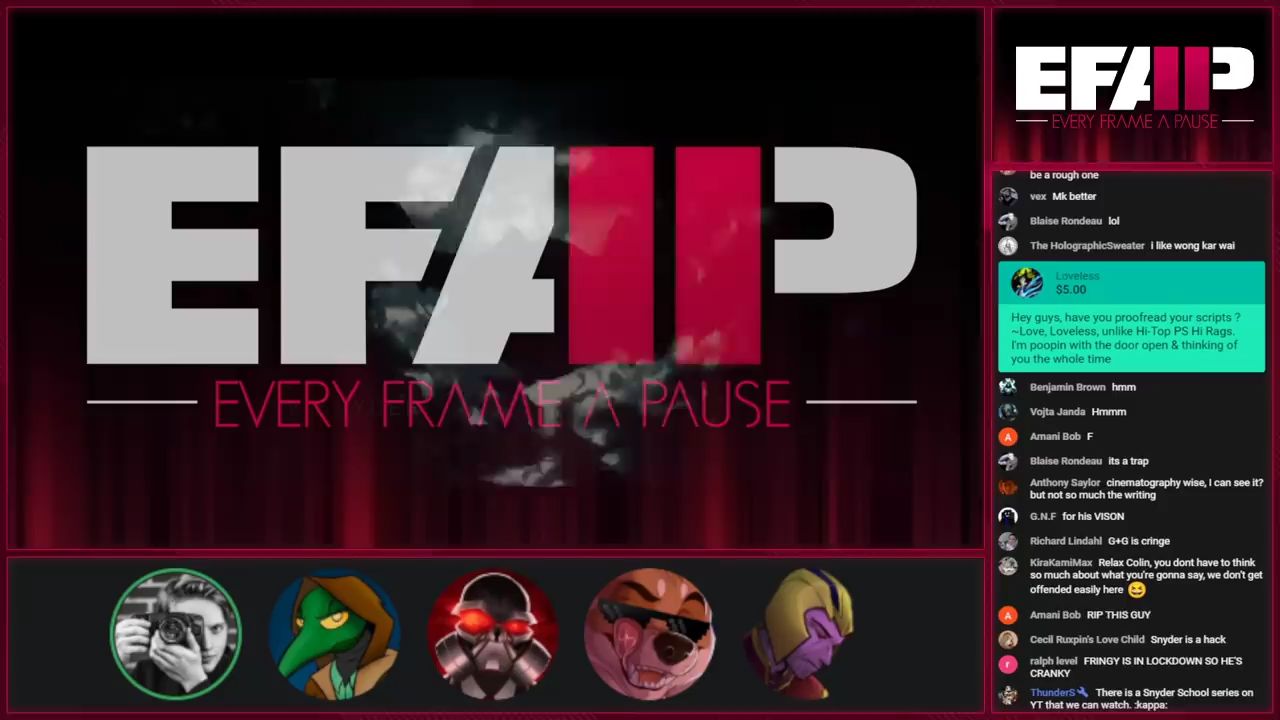 EFAP
EVERY FRAME A PAUSE
EFAP
EVERY FRAME A PAUSE
be a rough one
vex Mk better
Blaise Rondeau lol
The HolographicSweater i like wong kar wai
Loveless
$5.00
Hey guys, have you proofread your scripts ?
~Love, Loveless, unlike Hi-Top PS Hi Rags.
I'm poopin with the door open & thinking of
you the whole time
Benjamin Brown hmm
Vojta Janda Hmmm
A Amani Bob F
Blaise Rondeau its a trap
Anthony Saylor cinematography wise, I can see it?
but not so much the writing
G.N.F for his VISON
Richard Lindahl G+G is cringe
KiraKamiMax Relax Colin, you dont have to think
so much about what you're gonna say, we don't get
offended easily here 😆
A Amani Bob RIP THIS GUY
Cecil Ruxpin's Love Child Snyder is a hack
r ralph level FRINGY IS IN LOCKDOWN SO HE'S
CRANKY
ThunderS There is a Snyder School series on
YT that we can watch. :kappa: